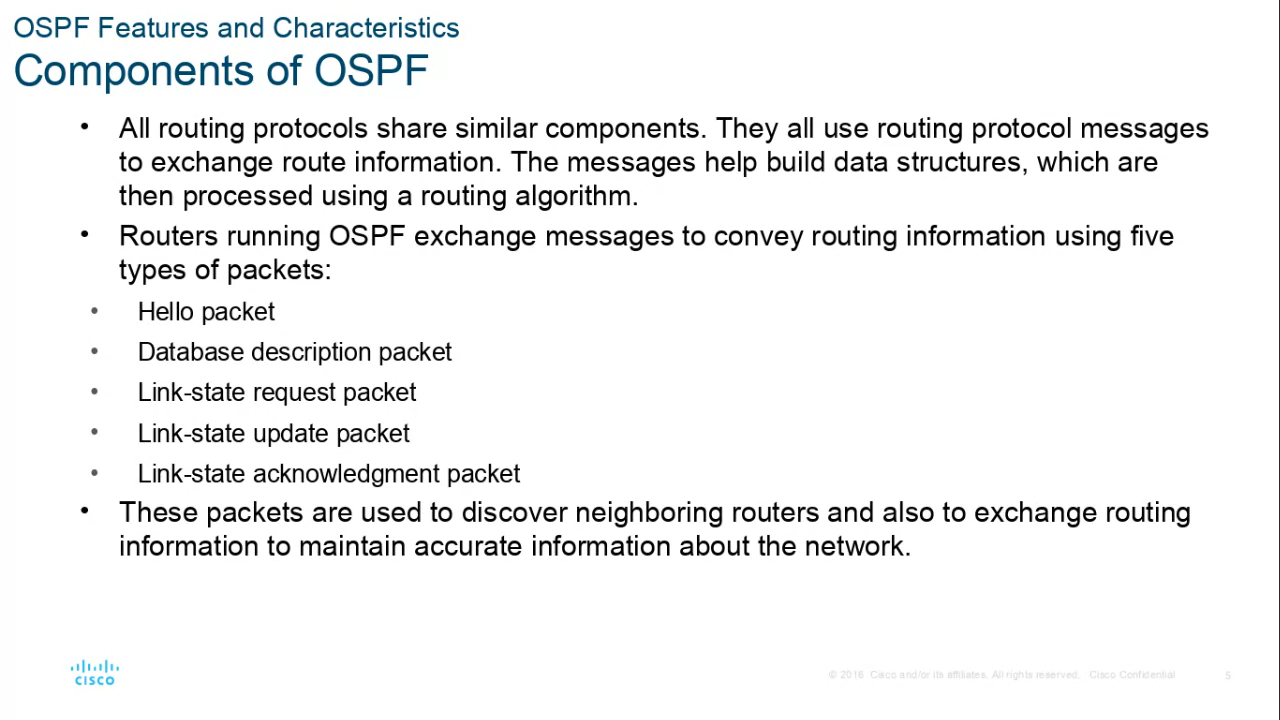 OSPF Features and Characteristics
Components of OSPF
• All routing protocols share similar components. They all use routing protocol messages
to exchange route information. The messages help build data structures, which are
then processed using a routing algorithm.
• Routers running OSPF exchange messages to convey routing information using five
types of packets:
• Hello packet
• Database description packet
• Link-state request packet
• Link-state update packet
• Link-state acknowledgment packet
• These packets are used to discover neighboring routers and also to exchange routing
information to maintain accurate information about the network.
CISCO
© 2016 Cisco and/or its affiliates. All rights reserved. Cisco Confidential 5